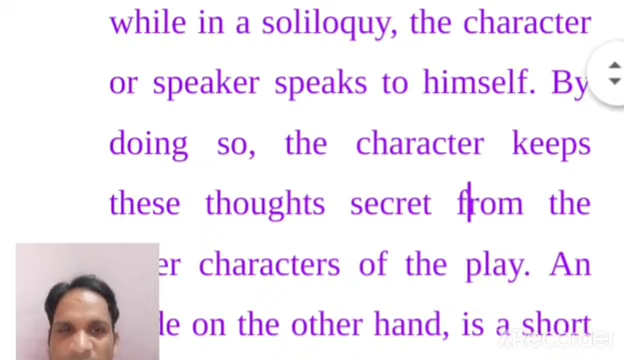 while in a soliloquy, the character
or speaker speaks to himself. By
doing so, the character keeps
these thoughts secret from the
characters of the play. An
on the other hand, is a short
XRecorder